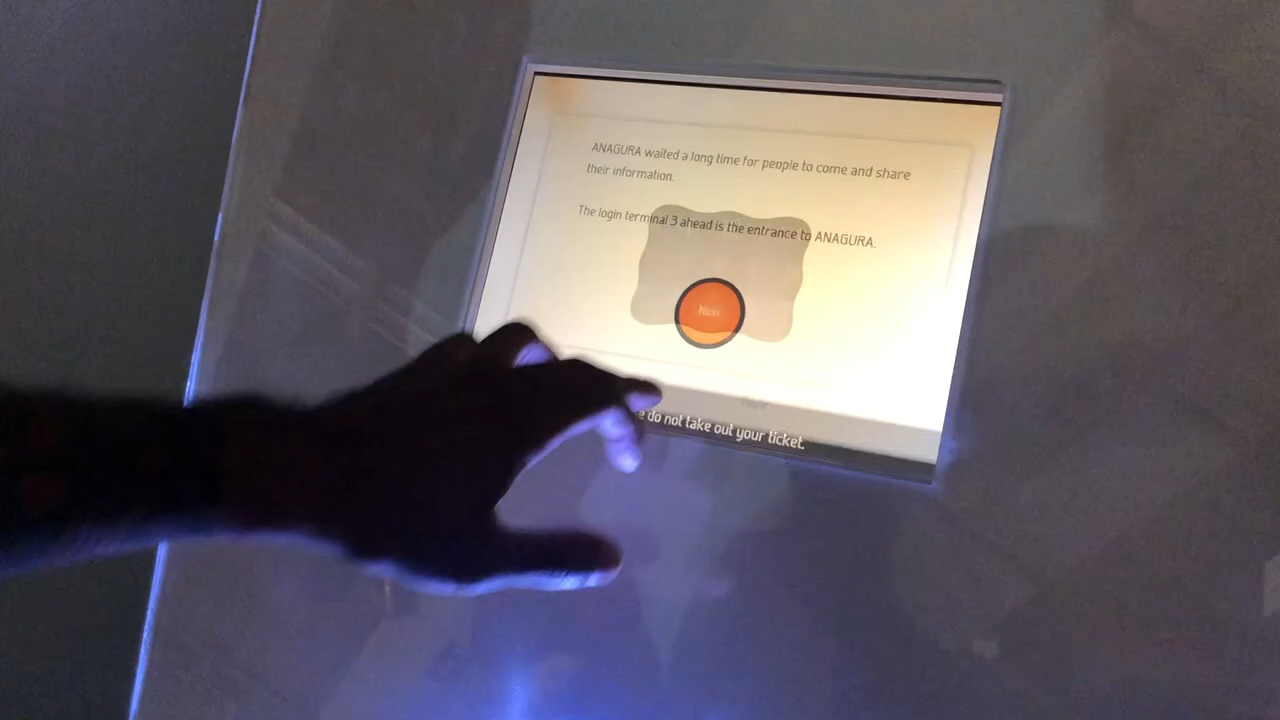 ANAGURA waited a long time for people to come and share
their information.
The login terminal 3 ahead is the entrance to ANAGURA.
Next
do not take out your ticket.